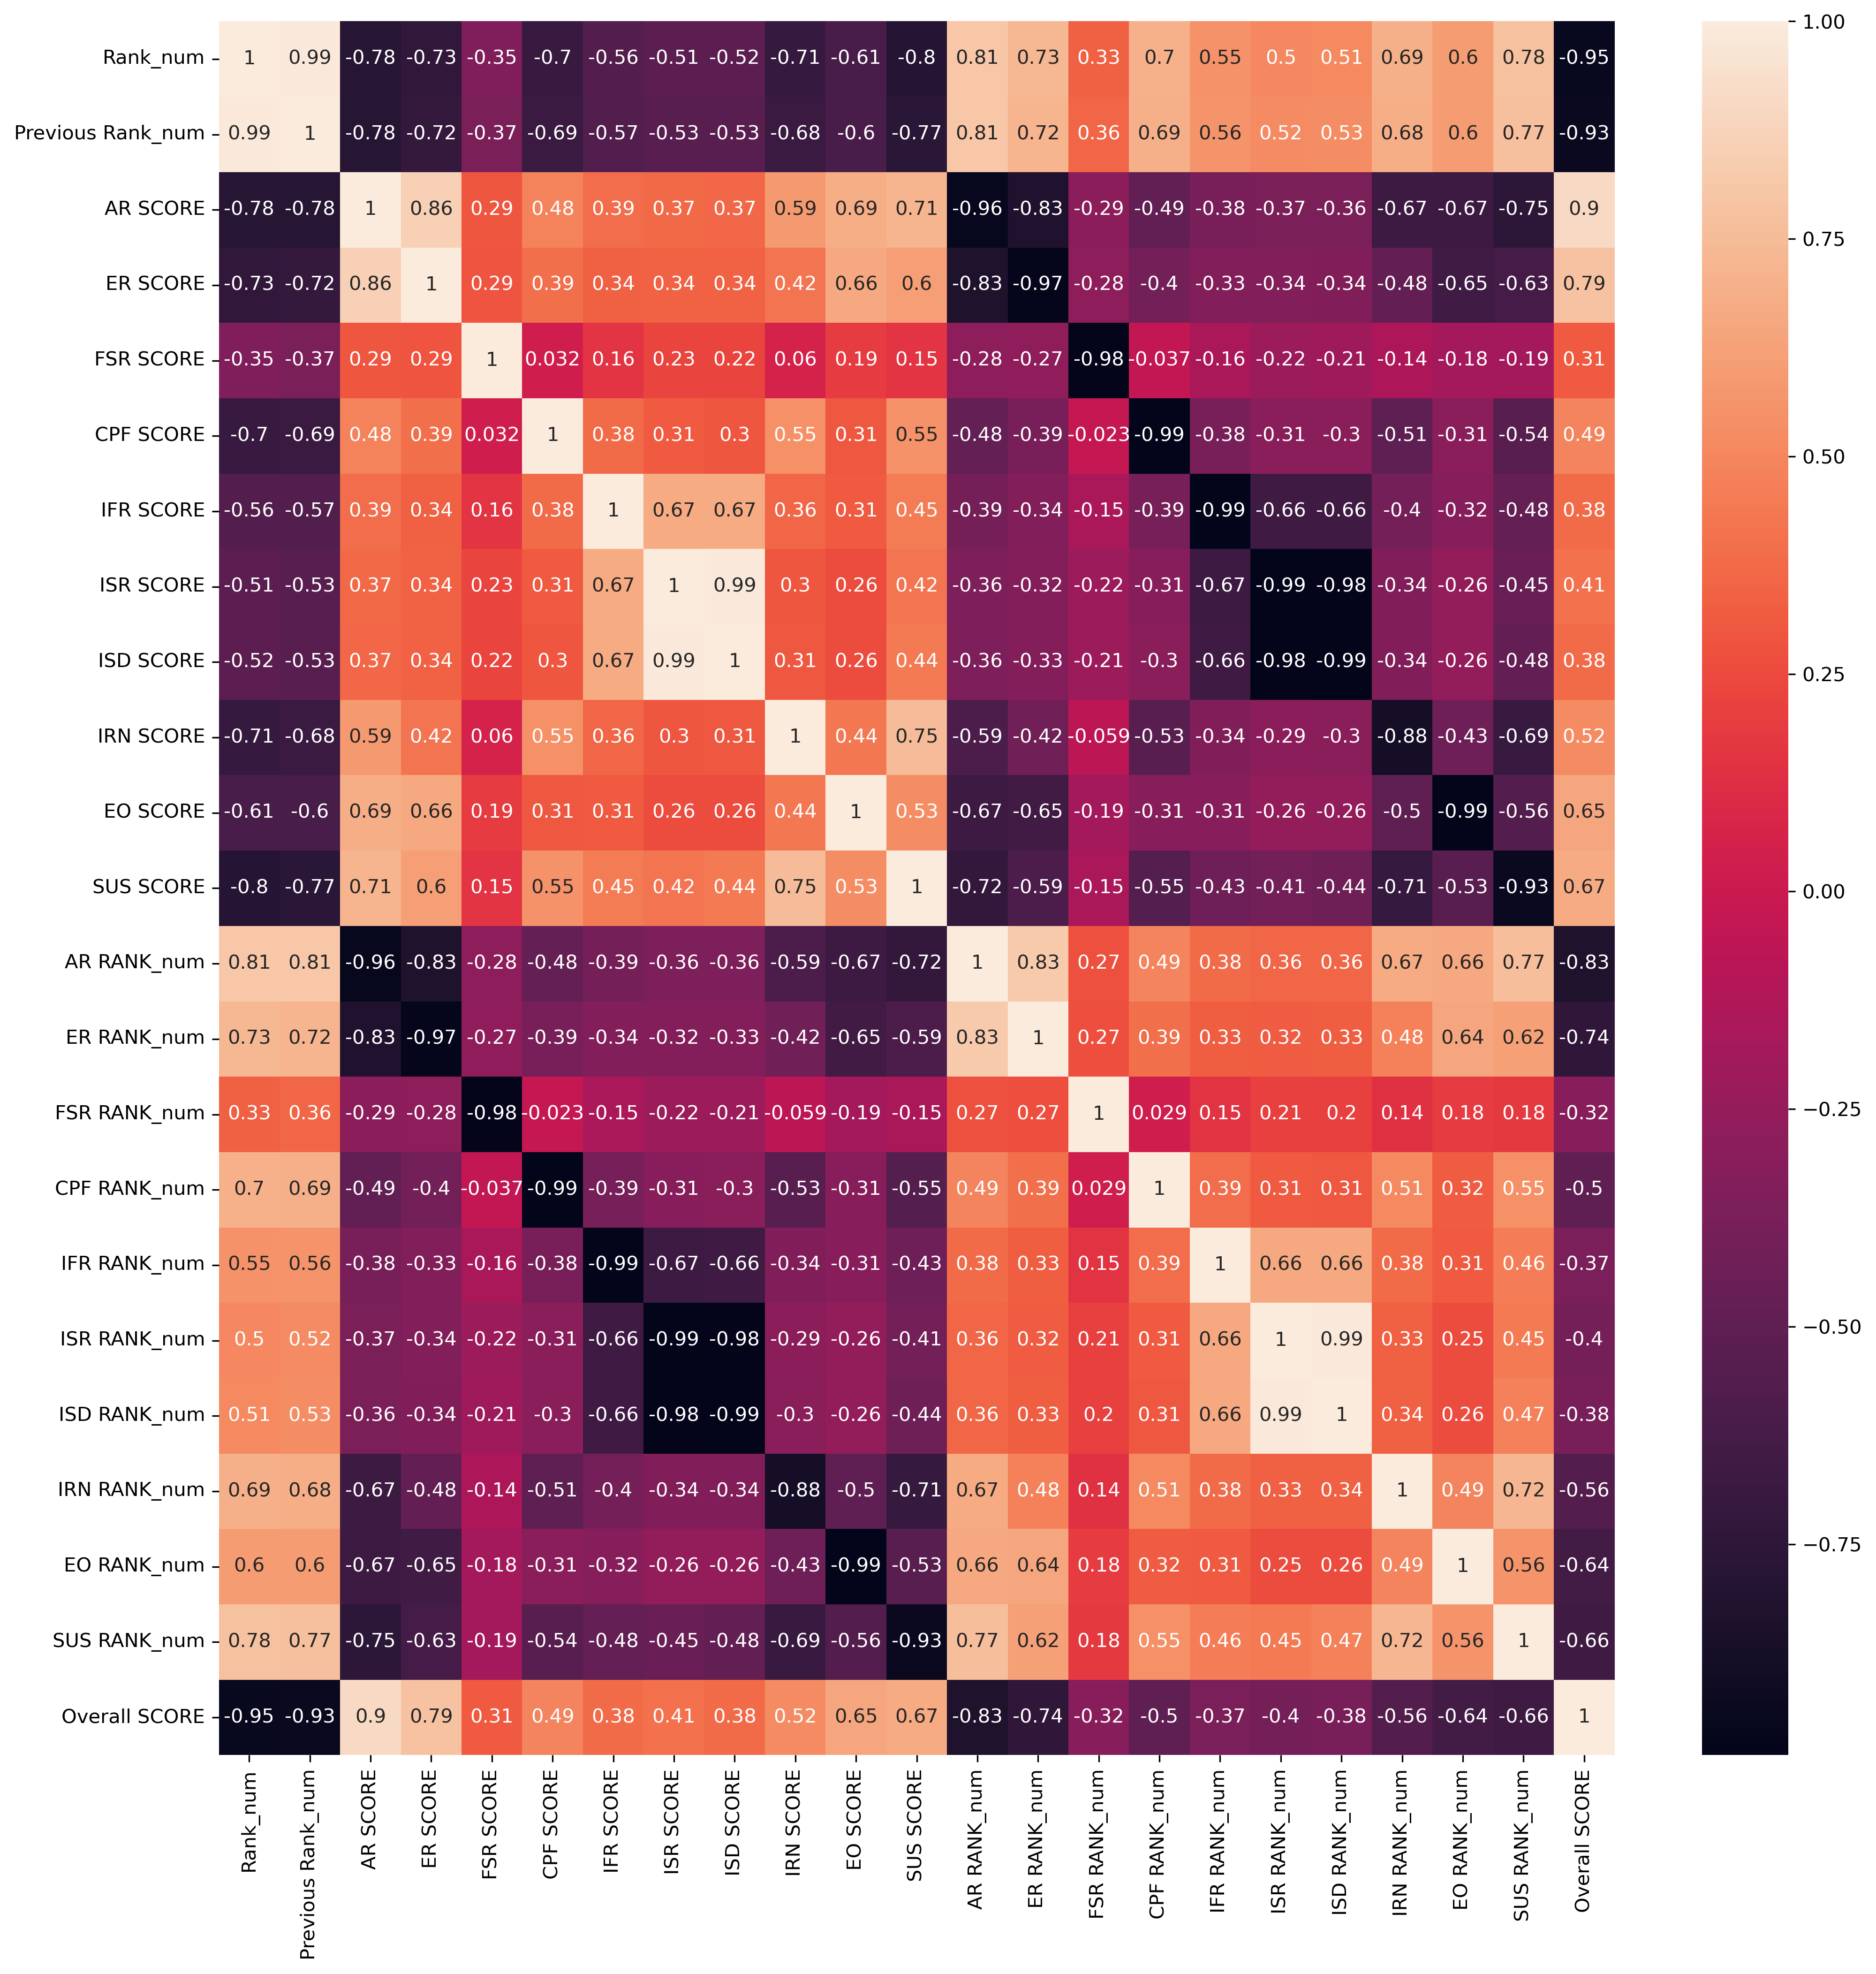 Rank_num 1 0.99 -0.78 -0.73 -0.35 -0.7 -0.56 -0.51 -0.52 -0.71 -0.61 -0.8 0.81 0.73 0.33 0.7 0.55 0.5 0.51 0.69 0.6 0.78 -0.95
Previous Rank_num 0.99 1 -0.78 -0.72 -0.37 -0.69 -0.57 -0.53 -0.53 -0.68 -0.6 -0.77 0.81 0.72 0.36 0.69 0.56 0.52 0.53 0.68 0.6 0.77 -0.93
AR SCORE -0.78 -0.78 1 0.86 0.29 0.48 0.39 0.37 0.37 0.59 0.69 0.71 -0.96 -0.83 -0.29 -0.49 -0.38 -0.37 -0.36 -0.67 -0.67 -0.75 0.9
ER SCORE -0.73 -0.72 0.86 1 0.29 0.39 0.34 0.34 0.34 0.42 0.66 0.6 -0.83 -0.97 -0.28 -0.4 -0.33 -0.34 -0.34 -0.48 -0.65 -0.63 0.79
FSR SCORE -0.35 -0.37 0.29 0.29 1 0.032 0.16 0.23 0.22 0.06 0.19 0.15 -0.28 -0.27 -0.98 -0.037 -0.16 -0.22 -0.21 -0.14 -0.18 -0.19 0.31
CPF SCORE -0.7 -0.69 0.48 0.39 0.032 1 0.38 0.31 0.3 0.55 0.31 0.55 -0.48 -0.39 -0.023 -0.99 -0.38 -0.31 -0.3 -0.51 -0.31 -0.54 0.49
IFR SCORE -0.56 -0.57 0.39 0.34 0.16 0.38 1 0.67 0.67 0.36 0.31 0.45 -0.39 -0.34 -0.15 -0.39 -0.99 -0.66 -0.66 -0.4 -0.32 -0.48 0.38
ISR SCORE -0.51 -0.53 0.37 0.34 0.23 0.31 0.67 1 0.99 0.3 0.26 0.42 -0.36 -0.32 -0.22 -0.31 -0.67 -0.99 -0.98 -0.34 -0.26 -0.45 0.41
ISD SCORE -0.52 -0.53 0.37 0.34 0.22 0.3 0.67 0.99 1 0.31 0.26 0.44 -0.36 -0.33 -0.21 -0.3 -0.66 -0.98 -0.99 -0.34 -0.26 -0.48 0.38
IRN SCORE -0.71 -0.68 0.59 0.42 0.06 0.55 0.36 0.3 0.31 1 0.44 0.75 -0.59 -0.42 -0.059 -0.53 -0.34 -0.29 -0.3 -0.88 -0.43 -0.69 0.52
EO SCORE -0.61 -0.6 0.69 0.66 0.19 0.31 0.31 0.26 0.26 0.44 1 0.53 -0.67 -0.65 -0.19 -0.31 -0.31 -0.26 -0.26 -0.5 -0.99 -0.56 0.65
SUS SCORE -0.8 -0.77 0.71 0.6 0.15 0.55 0.45 0.42 0.44 0.75 0.53 1 -0.72 -0.59 -0.15 -0.55 -0.43 -0.41 -0.44 -0.71 -0.53 -0.93 0.67
AR RANK_num 0.81 0.81 -0.96 -0.83 -0.28 -0.48 -0.39 -0.36 -0.36 -0.59 -0.67 -0.72 1 0.83 0.27 0.49 0.38 0.36 0.36 0.67 0.66 0.77 -0.83
ER RANK_num 0.73 0.72 -0.83 -0.97 -0.27 -0.39 -0.34 -0.32 -0.33 -0.42 -0.65 -0.59 0.83 1 0.27 0.39 0.33 0.32 0.33 0.48 0.64 0.62 -0.74
FSR RANK_num 0.33 0.36 -0.29 -0.28 -0.98 -0.023 -0.15 -0.22 -0.21 -0.059 -0.19 -0.15 0.27 0.27 1 0.029 0.15 0.21 0.2 0.14 0.18 0.18 -0.32
CPF RANK_num 0.7 0.69 -0.49 -0.4 -0.037 -0.99 -0.39 -0.31 -0.3 -0.53 -0.31 -0.55 0.49 0.39 0.029 1 0.39 0.31 0.31 0.51 0.32 0.55 -0.5
IFR RANK_num 0.55 0.56 -0.38 -0.33 -0.16 -0.38 -0.99 -0.67 -0.66 -0.34 -0.31 -0.43 0.38 0.33 0.15 0.39 1 0.66 0.66 0.38 0.31 0.46 -0.37
ISR RANK_num 0.5 0.52 -0.37 -0.34 -0.22 -0.31 -0.66 -0.99 -0.98 -0.29 -0.26 -0.41 0.36 0.32 0.21 0.31 0.66 1 0.99 0.33 0.25 0.45 -0.4
ISD RANK_num 0.51 0.53 -0.36 -0.34 -0.21 -0.3 -0.66 -0.98 -0.99 -0.3 -0.26 -0.44 0.36 0.33 0.2 0.31 0.66 0.99 1 0.34 0.26 0.47 -0.38
IRN RANK_num 0.69 0.68 -0.67 -0.48 -0.14 -0.51 -0.4 -0.34 -0.34 -0.88 -0.5 -0.71 0.67 0.48 0.14 0.51 0.38 0.33 0.34 1 0.49 0.72 -0.56
EO RANK_num 0.6 0.6 -0.67 -0.65 -0.18 -0.31 -0.32 -0.26 -0.26 -0.43 -0.99 -0.53 0.66 0.64 0.18 0.32 0.31 0.25 0.26 0.49 1 0.56 -0.64
SUS RANK_num 0.78 0.77 -0.75 -0.63 -0.19 -0.54 -0.48 -0.45 -0.48 -0.69 -0.56 -0.93 0.77 0.62 0.18 0.55 0.46 0.45 0.47 0.72 0.56 1 -0.66
Overall SCORE -0.95 -0.93 0.9 0.79 0.31 0.49 0.38 0.41 0.38 0.52 0.65 0.67 -0.83 -0.74 -0.32 -0.5 -0.37 -0.4 -0.38 -0.56 -0.64 -0.66 1
Rank_num
Previous Rank_num
AR SCORE
ER SCORE
FSR SCORE
CPF SCORE
IFR SCORE
ISR SCORE
ISD SCORE
IRN SCORE
EO SCORE
SUS SCORE
AR RANK_num
ER RANK_num
FSR RANK_num
CPF RANK_num
IFR RANK_num
ISR RANK_num
ISD RANK_num
IRN RANK_num
EO RANK_num
SUS RANK_num
Overall SCORE
1.00
0.75
0.50
0.25
0.00
−0.25
−0.50
−0.75